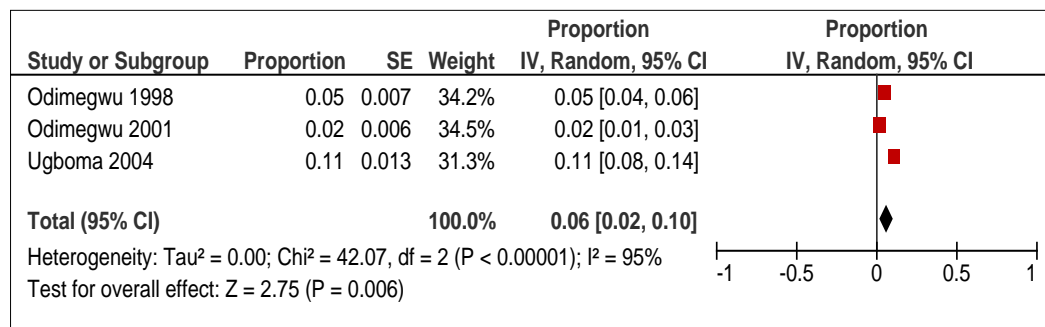 Proportion Proportion
Study or Subgroup Proportion SE Weight IV, Random, 95% CI IV, Random, 95% CI
Odimegwu 1998 0.05 0.007 34.2% 0.05 [0.04, 0.06]
Odimegwu 2001 0.02 0.006 34.5% 0.02 [0.01, 0.03]
Ugboma 2004 0.11 0.013 31.3% 0.11 [0.08, 0.14]
Total (95% CI) 100.0% 0.06 [0.02, 0.10]
Heterogeneity: Tau² = 0.00; Chi² = 42.07, df = 2 (P < 0.00001); I² = 95%
Test for overall effect: Z = 2.75 (P = 0.006)
-1 -0.5 0 0.5 1